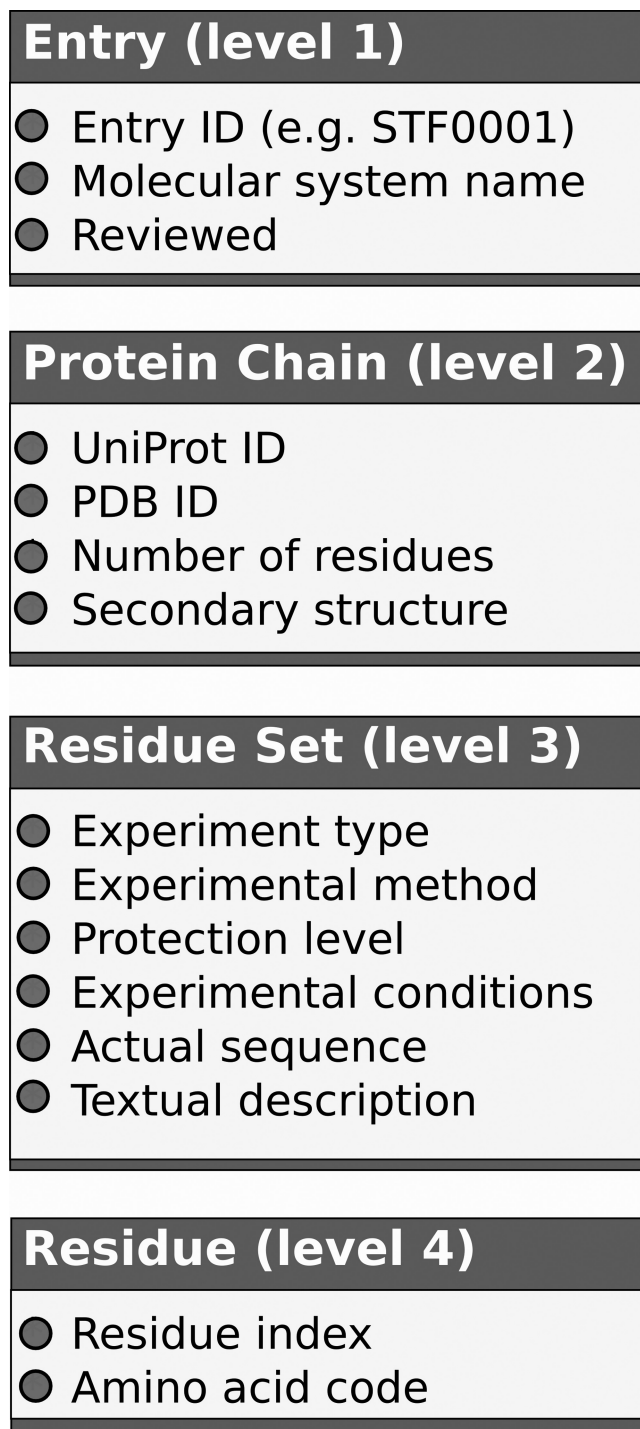 Entry (level 1)
Entry ID (e.g. STF0001)
Molecular system name
Reviewed
Protein Chain (level 2)
UniProt ID
PDB ID
Number of residues
Secondary structure
Residue Set (level 3)
Experiment type
Experimental method
Protection level
Experimental conditions
Actual sequence
Textual description
Residue (level 4)
Residue index
Amino acid code